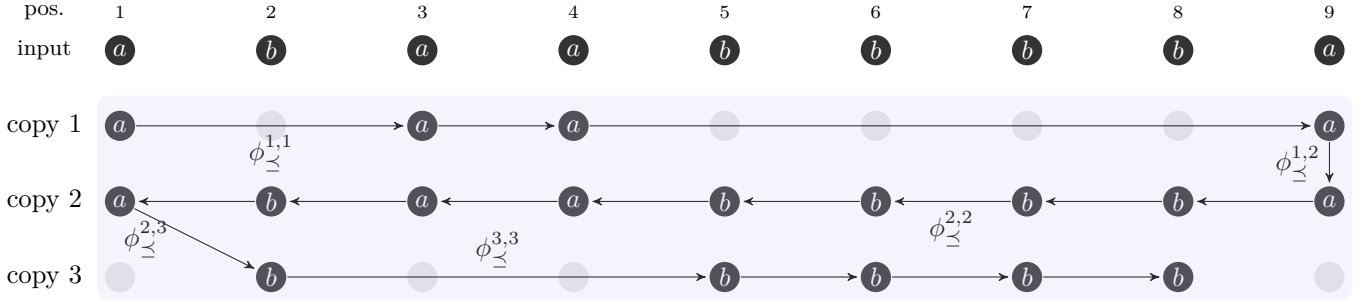 pos. 1 2 3 4 5 6 7 8 9
input a b a a b b b b a
copy 1 a a a a
ϕ⪯^{1,1} ϕ⪯^{1,2}
copy 2 a b a a b b b b a
ϕ⪯^{2,3} ϕ⪯^{3,3} ϕ⪯^{2,2}
copy 3 b b b b b